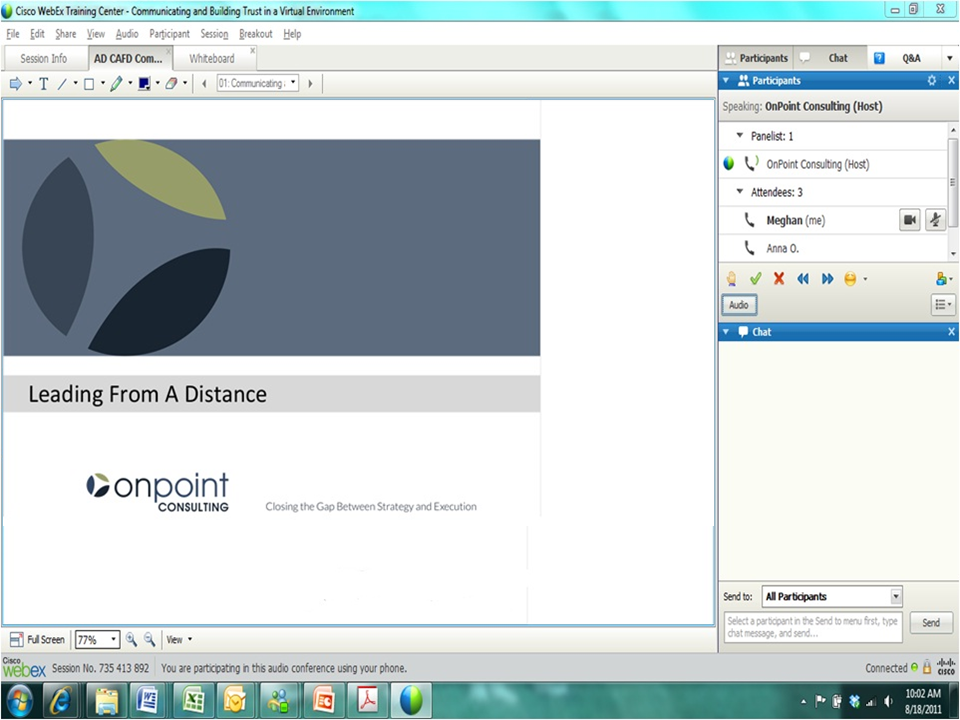 Cisco WebEx Training Center - Communicating and Building Trust in a Virtual Environment
File Edit Share View Audio Participant Session Breakout Help
Session Info AD CAFD Com... Whiteboard
T 01: Communicating
Leading From A Distance
onpoint
CONSULTING
Closing the Gap Between Strategy and Execution
Participants Chat ? Q&A
Participants
Speaking: OnPoint Consulting (Host)
Panelist: 1
OnPoint Consulting (Host)
Attendees: 3
Meghan (me)
Anna O.
Audio
Chat
Send to: All Participants
Select a participant in the Send to menu first, type
chat message, and send...
Send
Full Screen 77% View
Cisco
webex Session No. 735 413 892 You are participating in this audio conference using your phone. Connected CISCO
10:02 AM
8/18/2011